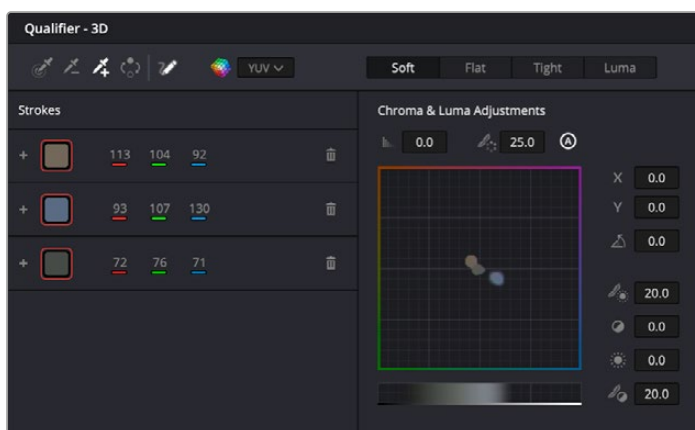 Qualifier - 3D
YUV Soft Flat Tight Luma
Strokes
Chroma & Luma Adjustments
0.0 25.0 A
113 104 92
X 0.0
Y 0.0
93 107 130
0.0
72 76 71
20.0
0.0
0.0
20.0